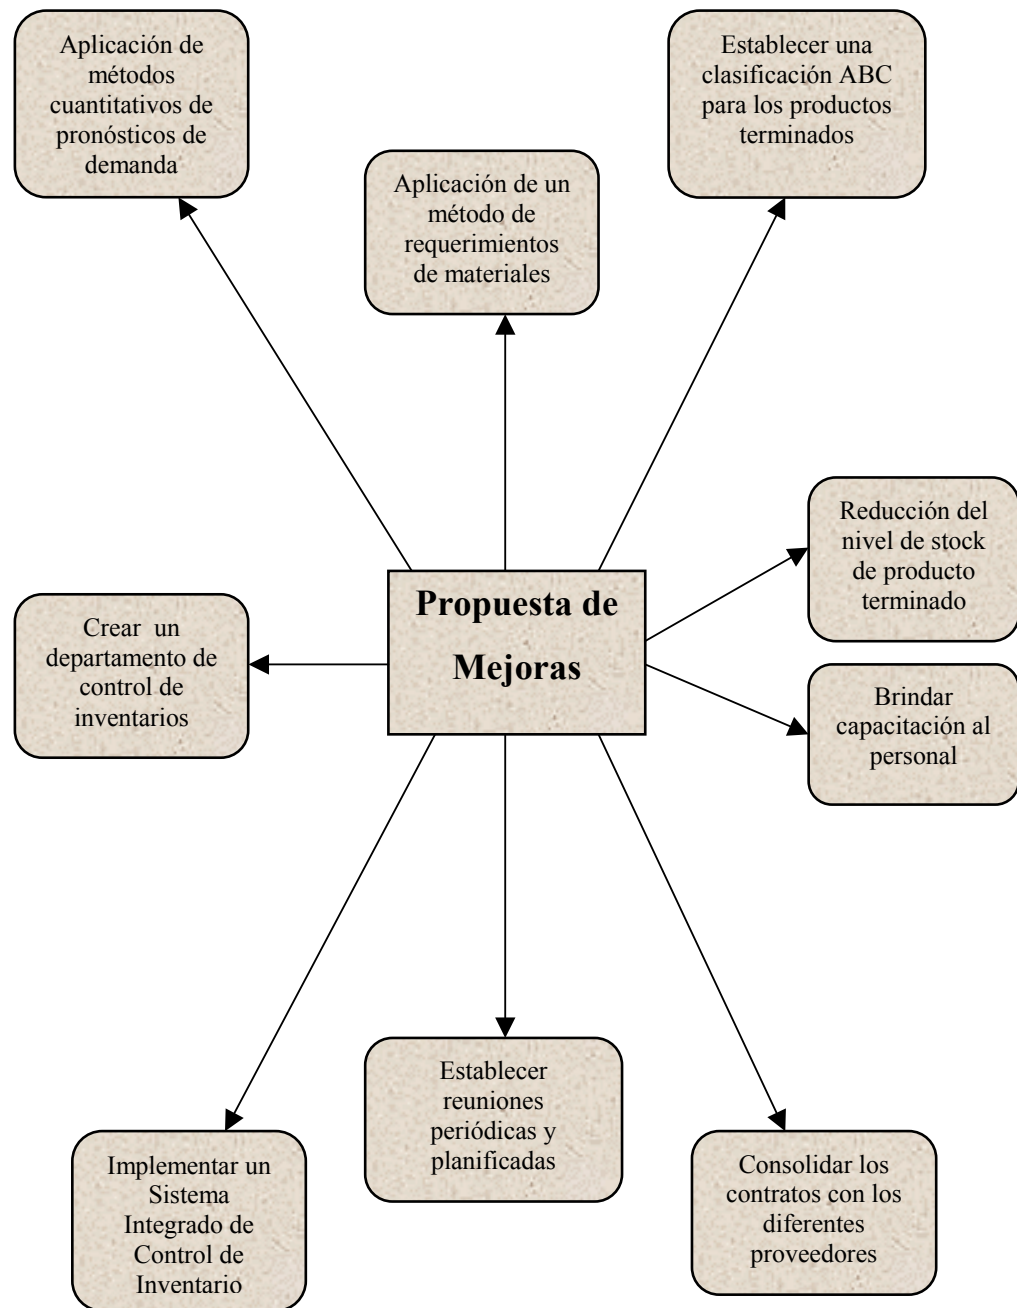 Aplicación de
métodos
cuantitativos de
pronósticos de
demanda
Establecer una
clasificación ABC
para los productos
terminados
Aplicación de un
método de
requerimientos
de materiales
Reducción del
nivel de stock
de producto
terminado
Propuesta de
Mejoras
Crear un
departamento de
control de
inventarios
Brindar
capacitación al
personal
Establecer
reuniones
periódicas y
planificadas
Implementar un
Sistema
Integrado de
Control de
Inventario
Consolidar los
contratos con los
diferentes
proveedores